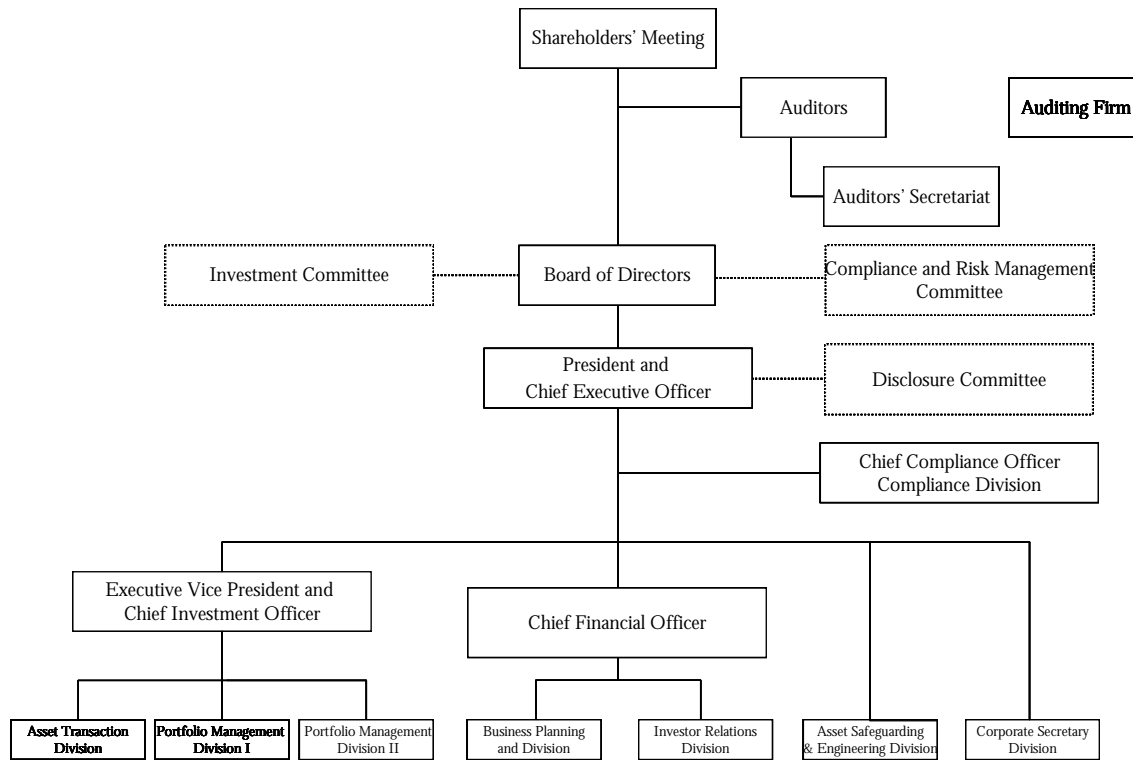 Shareholders' Meeting
Auditors
Auditing Firm
Auditors' Secretariat
Investment Committee
Board of Directors
Compliance and Risk Management
Committee
President and
Chief Executive Officer
Disclosure Committee
Chief Compliance Officer
Compliance Division
Executive Vice President and
Chief Investment Officer
Chief Financial Officer
Asset Transaction
Division
Portfolio Management
Division I
Portfolio Management
Division II
Business Planning
and Division
Investor Relations
Division
Asset Safeguarding
& Engineering Division
Corporate Secretary
Division